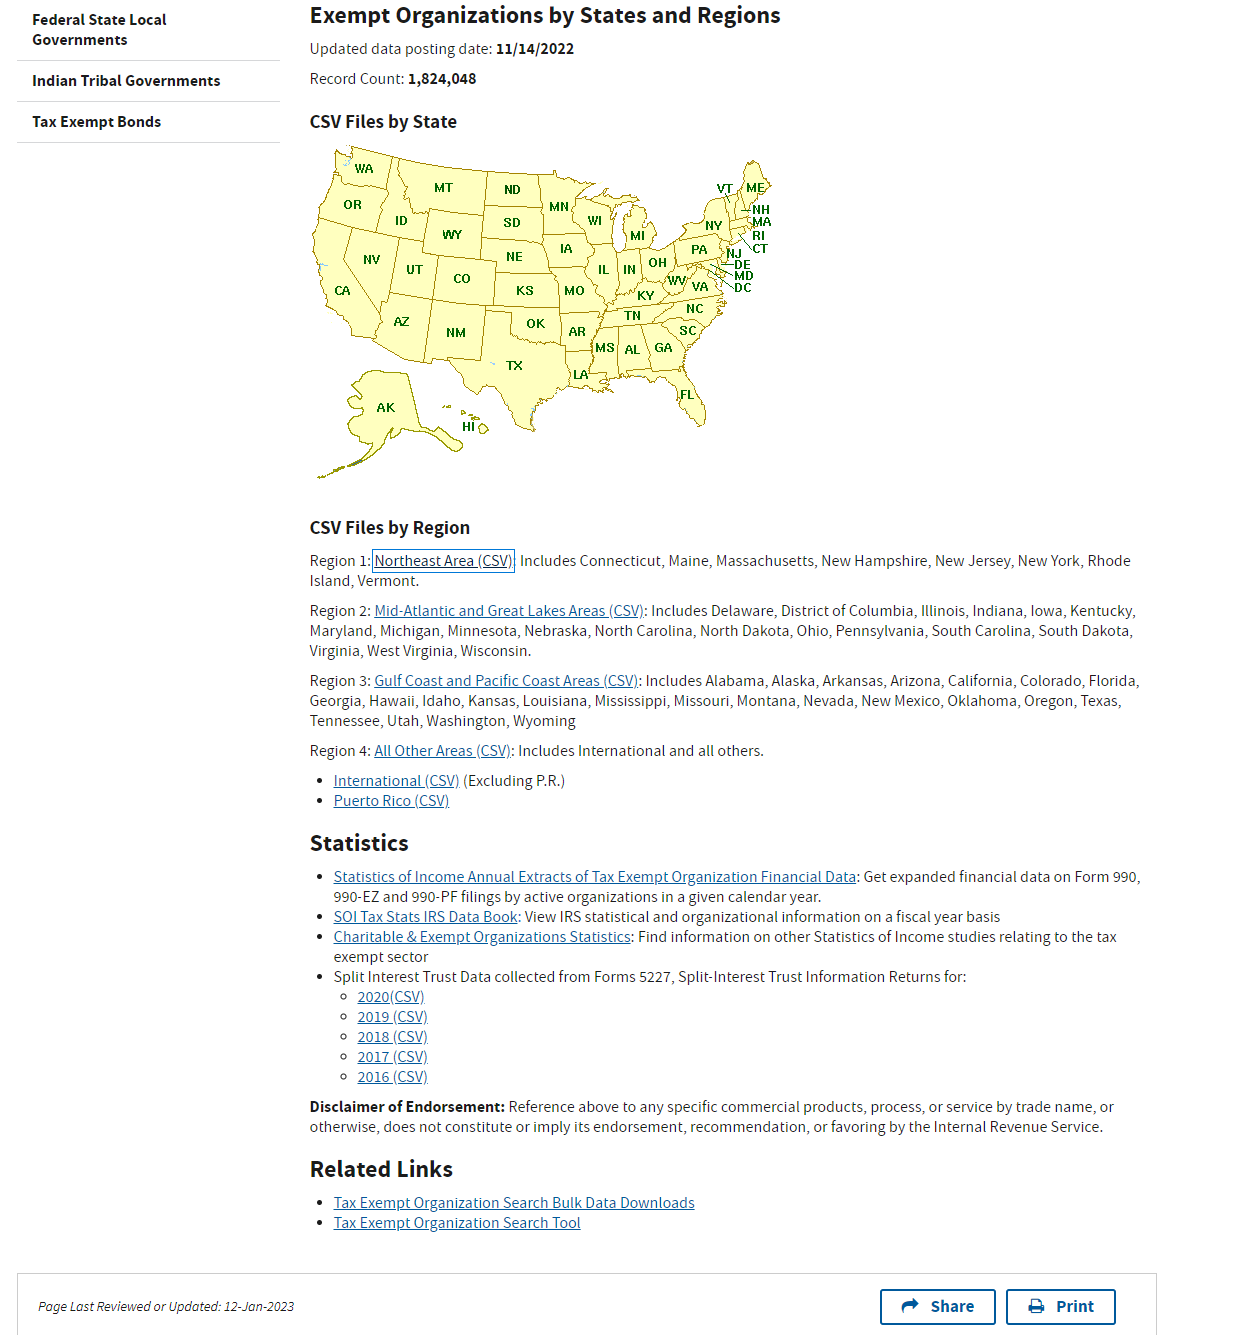 Federal State Local
Governments
Indian Tribal Governments
Tax Exempt Bonds
Exempt Organizations by States and Regions
Updated data posting date: 11/14/2022
Record Count: 1,824,048
CSV Files by State
WA
MT
ND
MN
VT
ME
OR
ID
SD
WI
NH
MA
WY
MI
NY
RI
CT
NV
UT
NE
IA
PA
NJ
DE
CO
IL
IN
OH
MD
CA
KS
MO
WV
VA
DC
KY
AZ
NM
OK
AR
TN
NC
SC
TX
MS
AL
GA
LA
AK
HI
FL
CSV Files by Region
Region 1: Northeast Area (CSV): Includes Connecticut, Maine, Massachusetts, New Hampshire, New Jersey, New York, Rhode
Island, Vermont.
Region 2: Mid-Atlantic and Great Lakes Areas (CSV): Includes Delaware, District of Columbia, Illinois, Indiana, Iowa, Kentucky,
Maryland, Michigan, Minnesota, Nebraska, North Carolina, North Dakota, Ohio, Pennsylvania, South Carolina, South Dakota,
Virginia, West Virginia, Wisconsin.
Region 3: Gulf Coast and Pacific Coast Areas (CSV): Includes Alabama, Alaska, Arkansas, Arizona, California, Colorado, Florida,
Georgia, Hawaii, Idaho, Kansas, Louisiana, Mississippi, Missouri, Montana, Nevada, New Mexico, Oklahoma, Oregon, Texas,
Tennessee, Utah, Washington, Wyoming
Region 4: All Other Areas (CSV): Includes International and all others.
• International (CSV) (Excluding P.R.)
• Puerto Rico (CSV)
Statistics
• Statistics of Income Annual Extracts of Tax Exempt Organization Financial Data: Get expanded financial data on Form 990,
990-EZ and 990-PF filings by active organizations in a given calendar year.
• SOI Tax Stats IRS Data Book: View IRS statistical and organizational information on a fiscal year basis
• Charitable & Exempt Organizations Statistics: Find information on other Statistics of Income studies relating to the tax
exempt sector
• Split Interest Trust Data collected from Forms 5227, Split-Interest Trust Information Returns for:
◦ 2020(CSV)
◦ 2019 (CSV)
◦ 2018 (CSV)
◦ 2017 (CSV)
◦ 2016 (CSV)
Disclaimer of Endorsement: Reference above to any specific commercial products, process, or service by trade name, or
otherwise, does not constitute or imply its endorsement, recommendation, or favoring by the Internal Revenue Service.
Related Links
• Tax Exempt Organization Search Bulk Data Downloads
• Tax Exempt Organization Search Tool
Page Last Reviewed or Updated: 12-Jan-2023
Share
Print